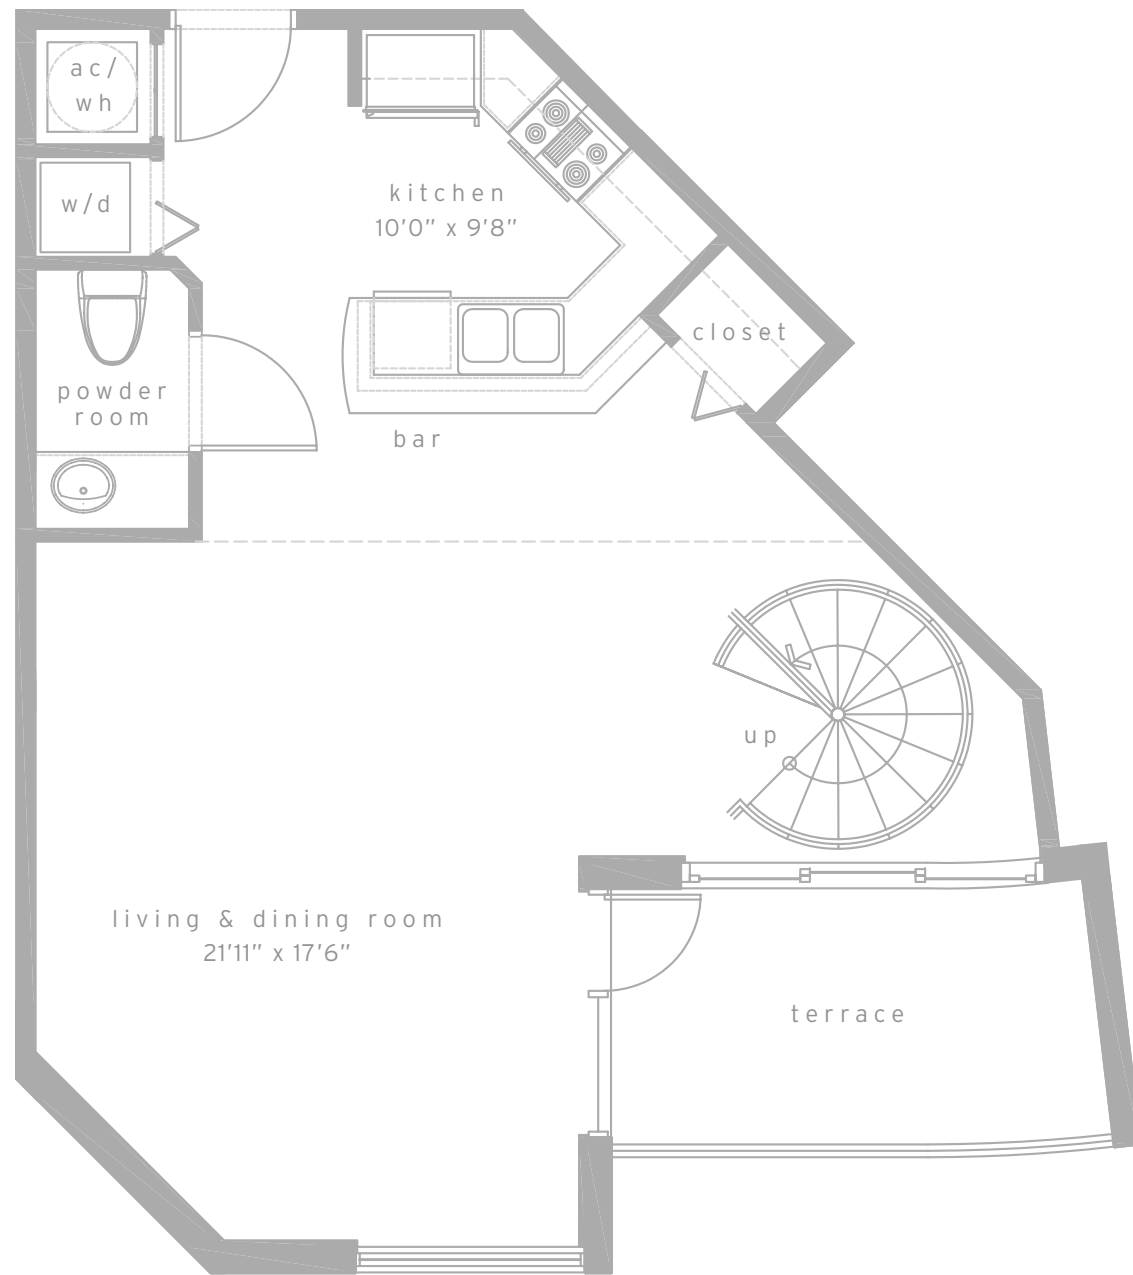 ac/
wh
w/d
kitchen
10'0" x 9'8"
closet
powder
room
bar
up
living & dining room
21'11" x 17'6"
terrace